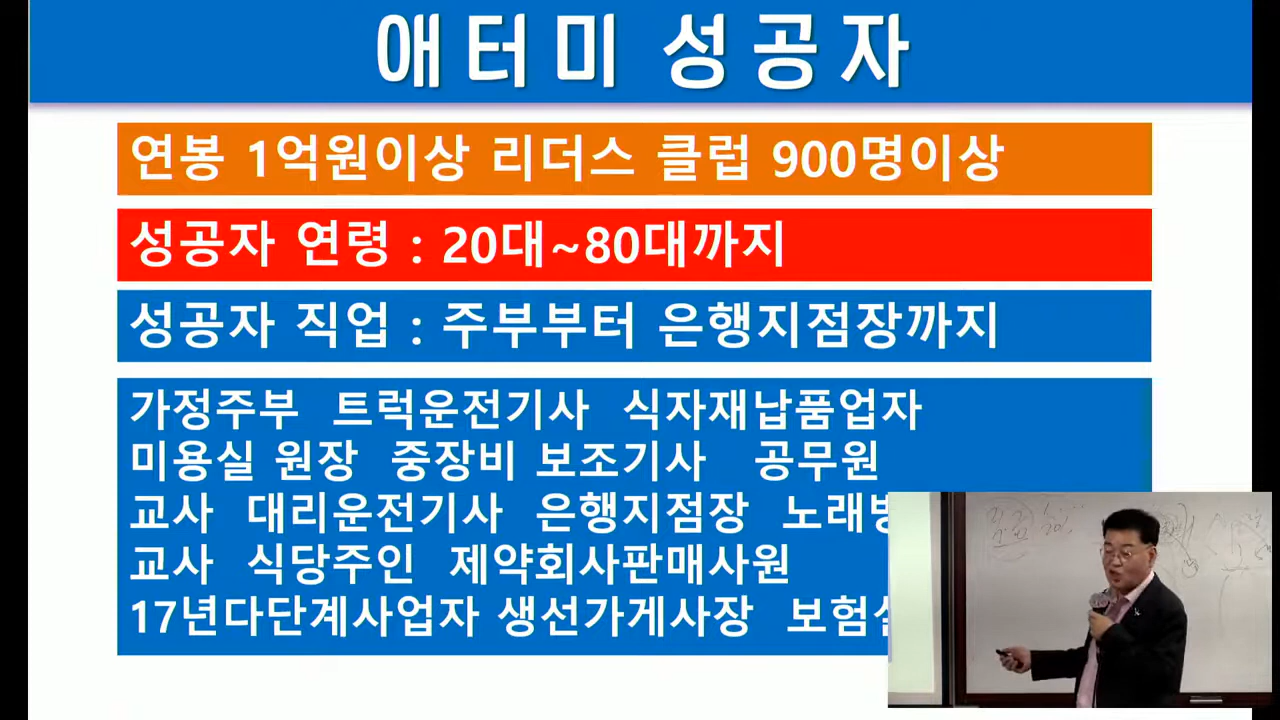 애터미 성공자
연봉 1억원이상 리더스 클럽 900명이상
성공자 연령 : 20대~80대까지
성공자 직업 : 주부부터 은행지점장까지
가정주부 트럭운전기사 식자재납품업자
미용실 원장 중장비 보조기사 공무원
교사 대리운전기사 은행지점장
교사 식당주인 제약회사판매사원
17년다단계사업자 생선가게사장